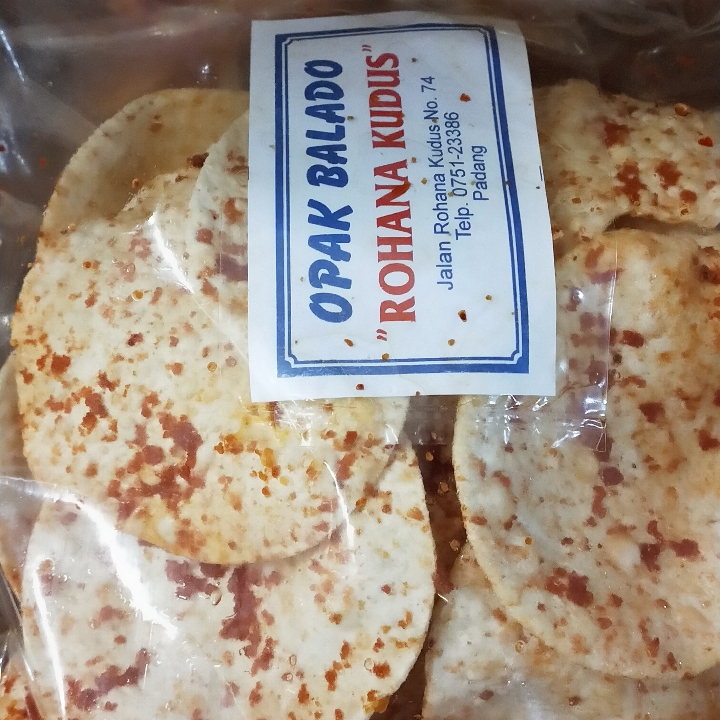 OPAK BALADO
"ROHANA KUDUS"
Jalan Rohana Kudus No. 74
Telp. 0751-23386
Padang